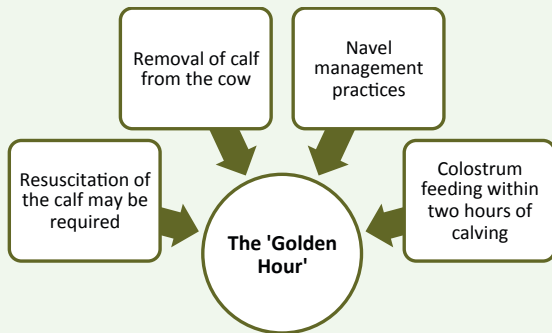 Removal of calf
from the cow
Navel
management
practices
Resuscitation of
the calf may be
required
Colostrum
feeding within
two hours of
calving
The 'Golden
Hour'